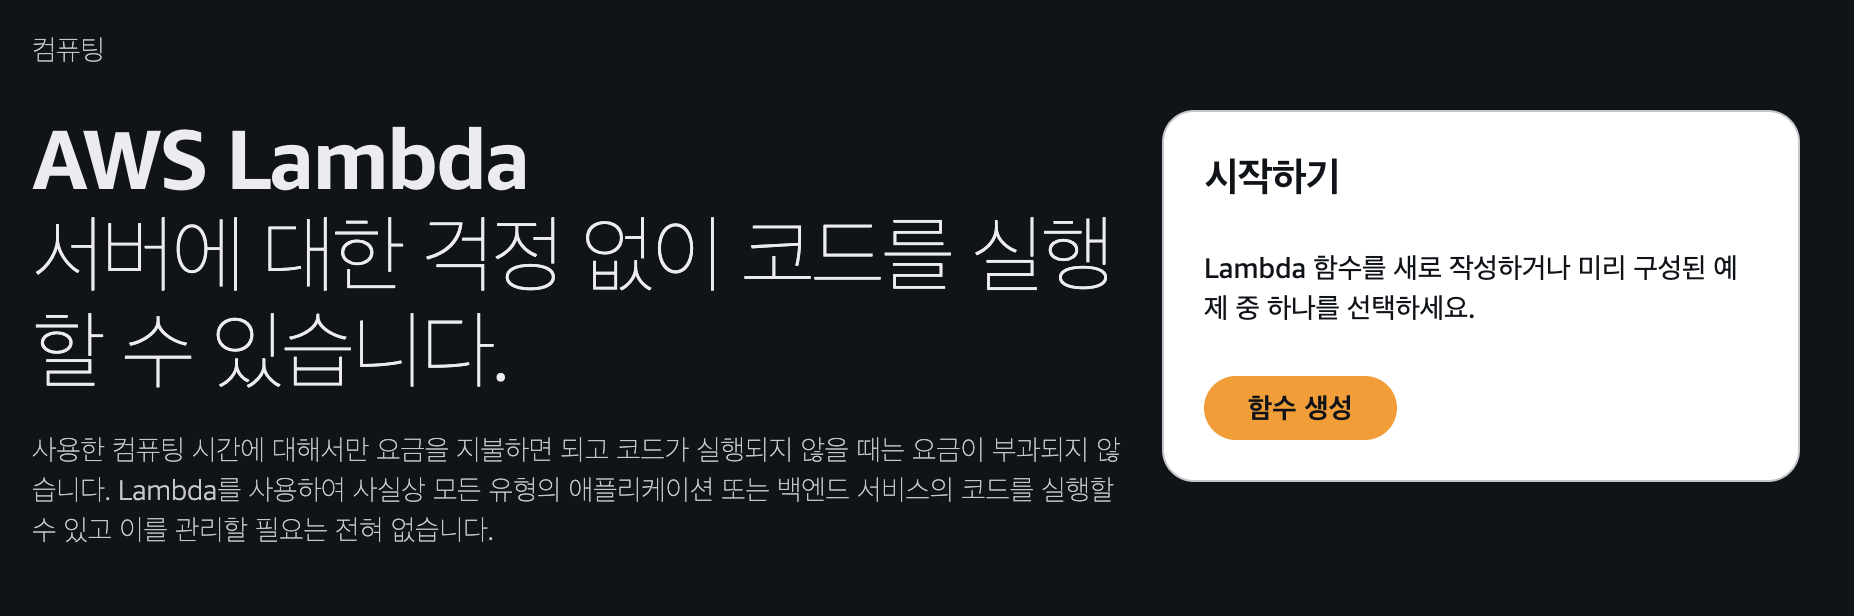 컴퓨팅
AWS Lambda
서버에 대한 걱정 없이 코드를 실행
할 수 있습니다.
사용한 컴퓨팅 시간에 대해서만 요금을 지불하면 되고 코드가 실행되지 않을 때는 요금이 부과되지 않
습니다. Lambda를 사용하여 사실상 모든 유형의 애플리케이션 또는 백엔드 서비스의 코드를 실행할
수 있고 이를 관리할 필요는 전혀 없습니다.
시작하기
Lambda 함수를 새로 작성하거나 미리 구성된 예
제 중 하나를 선택하세요.
함수 생성